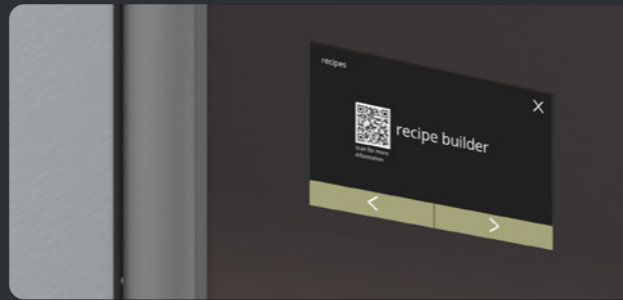 recipes
X
recipe builder
scan for more
information
< >